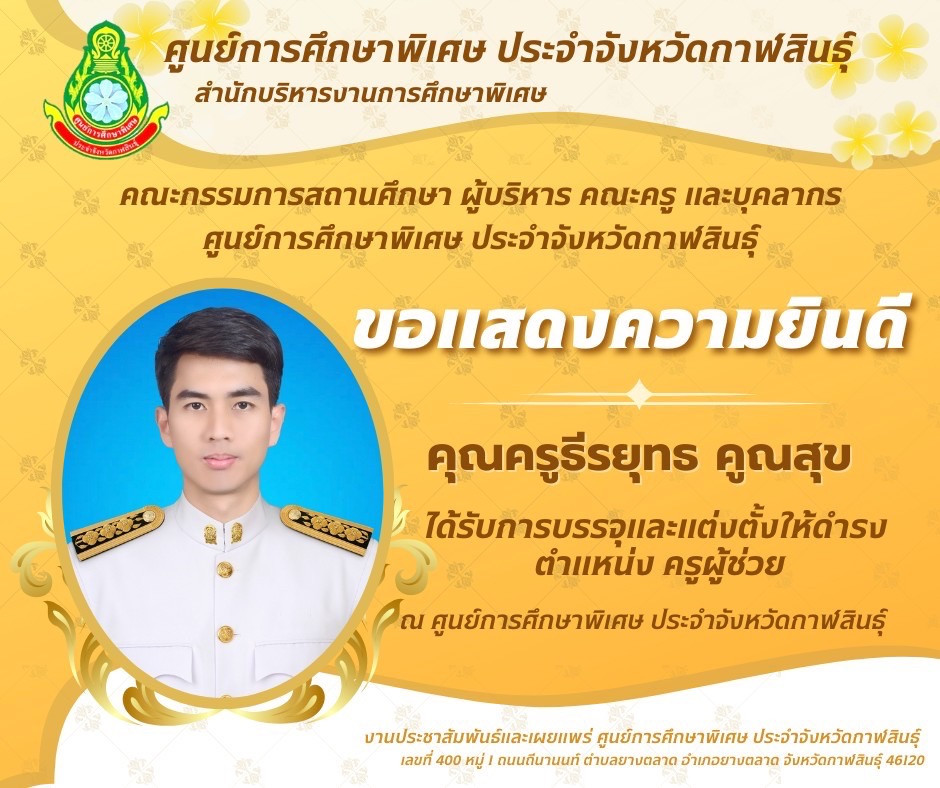 ศูนย์การศึกษาพิเศษ ประจำจังหวัดกาฬสินธุ์
สำนักบริหารงานการศึกษาพิเศษ
ศูนย์การศึกษาพิเศษ
ประจำจังหวัดกาฬสินธุ์
คณะกรรมการสถานศึกษา ผู้บริหาร คณะครู และบุคลากร
ศูนย์การศึกษาพิเศษ ประจำจังหวัดกาฬสินธุ์
ขอแสดงความยินดี
คุณครูธีรยุทธ คูณสุข
ได้รับการบรรจุและแต่งตั้งให้ดำรง
ตำแหน่ง ครูผู้ช่วย
ณ ศูนย์การศึกษาพิเศษ ประจำจังหวัดกาฬสินธุ์
งานประชาสัมพันธ์และเผยแพร่ ศูนย์การศึกษาพิเศษ ประจำจังหวัดกาฬสินธุ์
เลขที่ 400 หมู่ 1 ถนนถีนานนท์ ตำบลยางตลาด อำเภอยางตลาด จังหวัดกาฬสินธุ์ 46120